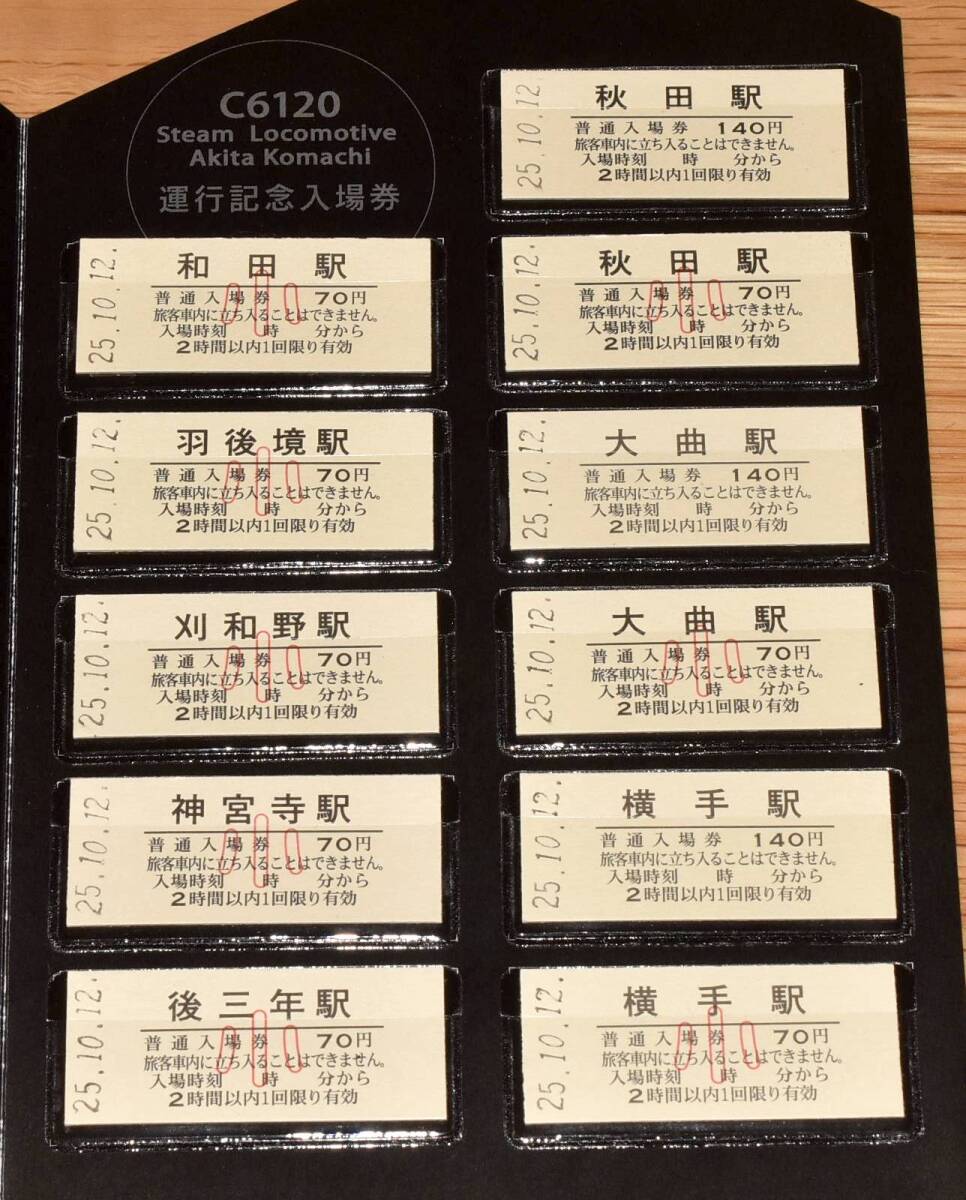 C6120
Steam Locomotive
Akita Komachi
運行記念入場券
和田駅
普通入場券 70円
旅客車内に立ち入ることはできません。
入場時刻 時 分から
2時間以内1回限り有効
小
25.10.12.
羽後境駅
普通入場券 70円
旅客車内に立ち入ることはできません。
入場時刻 時 分から
2時間以内1回限り有効
小
25.10.12.
刈和野駅
普通入場券 70円
旅客車内に立ち入ることはできません。
入場時刻 時 分から
2時間以内1回限り有効
小
25.10.12.
神宮寺駅
普通入場券 70円
旅客車内に立ち入ることはできません。
入場時刻 時 分から
2時間以内1回限り有効
小
25.10.12.
後三年駅
普通入場券 70円
旅客車内に立ち入ることはできません。
入場時刻 時 分から
2時間以内1回限り有効
小
25.10.12.
秋田駅
普通入場券 140円
旅客車内に立ち入ることはできません。
入場時刻 時 分から
2時間以内1回限り有効
25.10.12
秋田駅
普通入場券 70円
旅客車内に立ち入ることはできません。
入場時刻 時 分から
2時間以内1回限り有効
小
25.10.12.
大曲駅
普通入場券 140円
旅客車内に立ち入ることはできません。
入場時刻 時 分から
2時間以内1回限り有効
25.10.12.
大曲駅
普通入場券 70円
旅客車内に立ち入ることはできません。
入場時刻 時 分から
2時間以内1回限り有効
小
25.10.12.
横手駅
普通入場券 140円
旅客車内に立ち入ることはできません。
入場時刻 時 分から
2時間以内1回限り有効
25.10.12.
横手駅
普通入場券 70円
旅客車内に立ち入ることはできません。
入場時刻 時 分から
2時間以内1回限り有効
小
25.10.12.